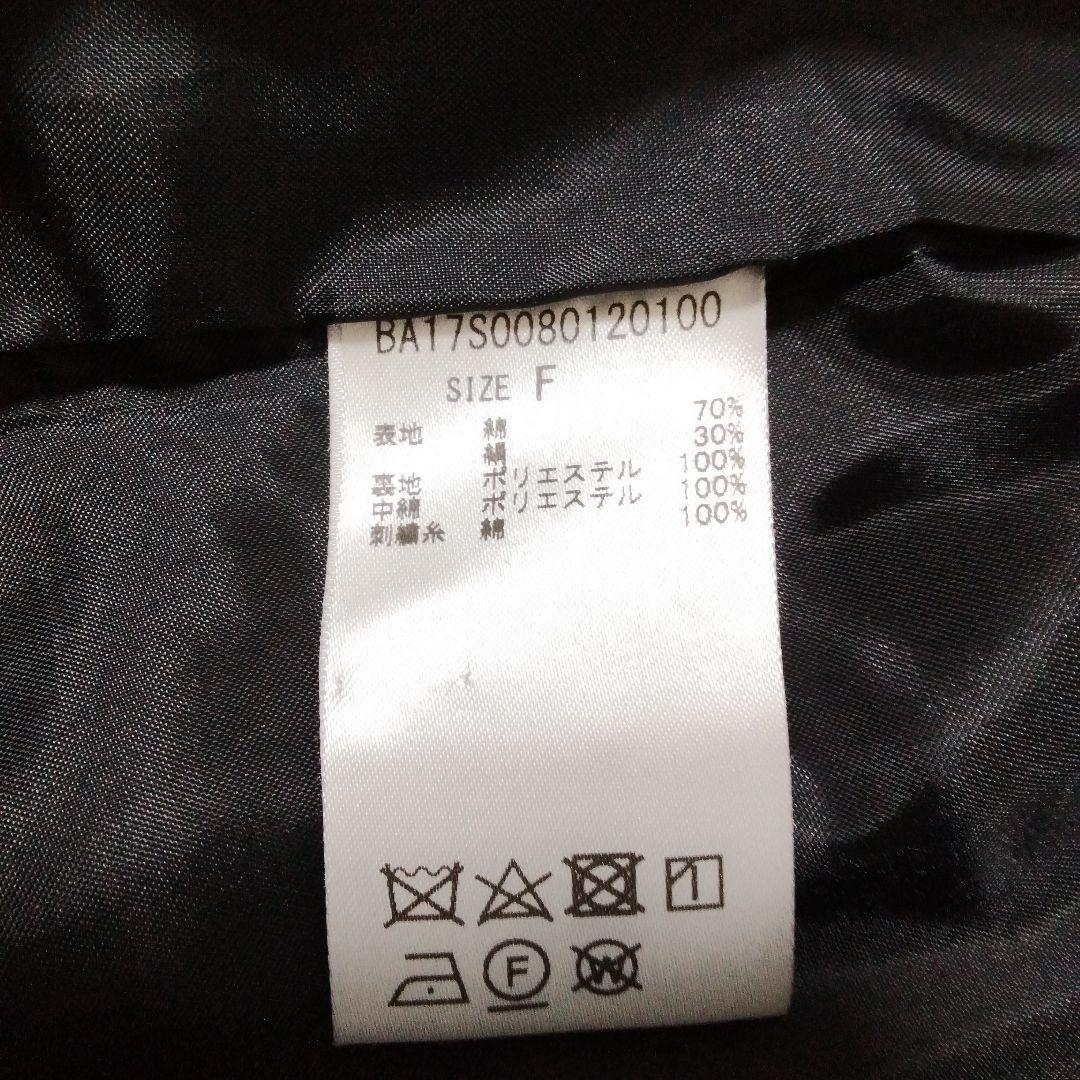 BA17S0080120100
SIZE F
表地 綿 70%
絹 30%
裏地 ポリエステル 100%
中綿 ポリエステル 100%
刺繍糸 綿 100%
F W